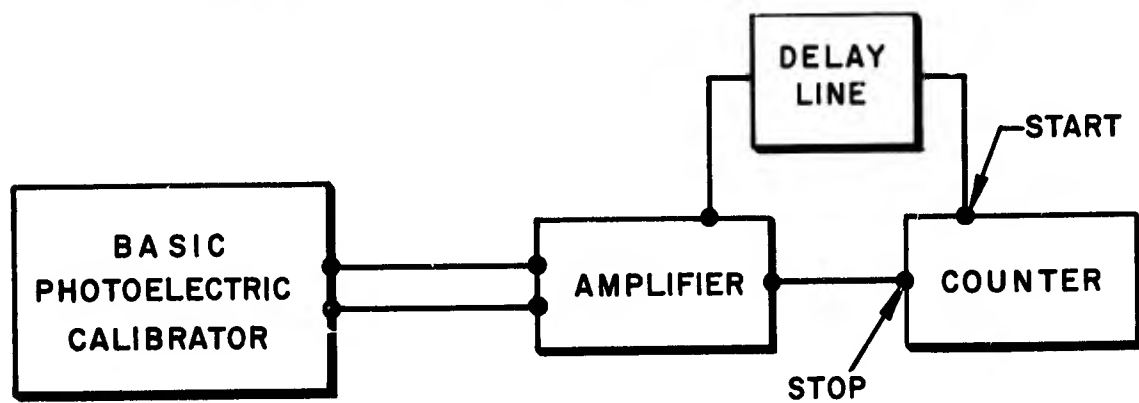 DELAY
LINE
START
BASIC
PHOTOELECTRIC
CALIBRATOR
AMPLIFIER
COUNTER
STOP